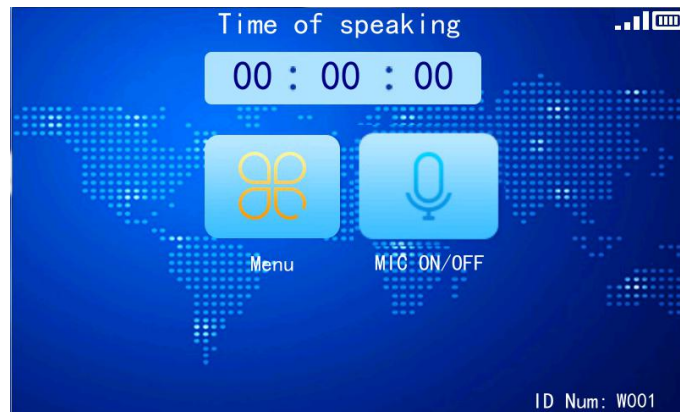 Time of speaking
00 : 00 : 00
Menu
MIC ON/OFF
ID Num: W001